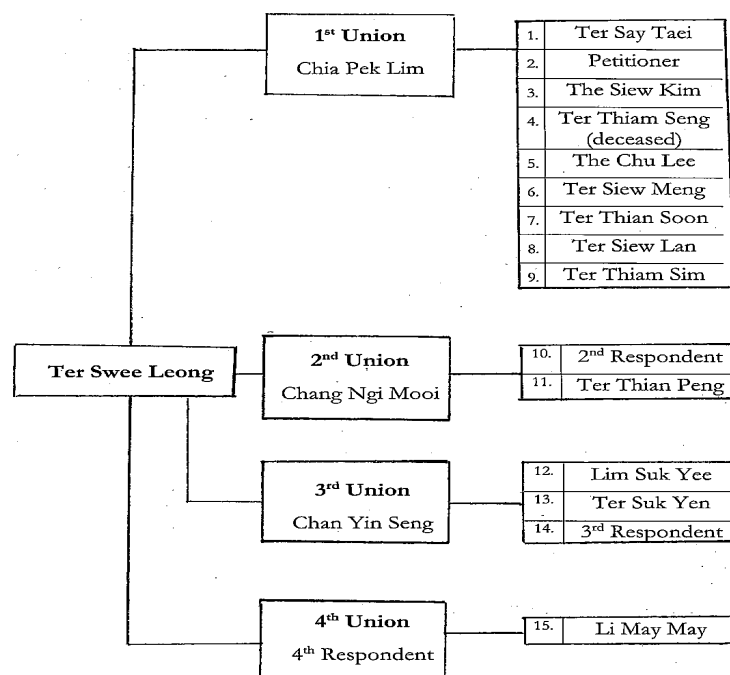 1st Union
Chia Pek Lim
1. Ter Say Taei
2. Petitioner
3. The Siew Kim
4. Ter Thiam Seng
(deceased)
5. The Chu Lee
6. Ter Siew Meng
7. Ter Thian Soon
8. Ter Siew Lan
9. Ter Thiam Sim
Ter Swee Leong
2nd Union
Chang Ngi Mooi
10. 2nd Respondent
11. Ter Thian Peng
3rd Union
Chan Yin Seng
12. Lim Suk Yee
13. Ter Suk Yen
14. 3rd Respondent
4th Union
4th Respondent
15. Li May May